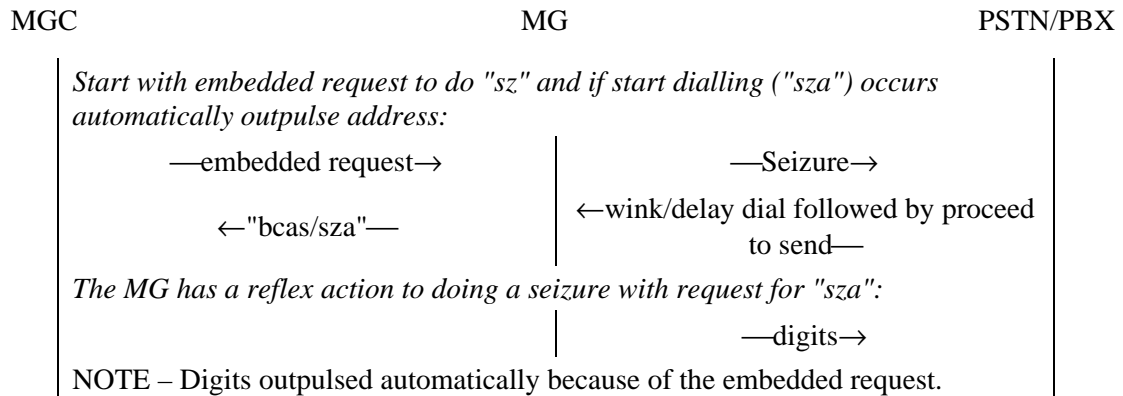 MGC MG PSTN/PBX
Start with embedded request to do "sz" and if start dialling ("sza") occurs
automatically outpulse address:
—embedded request→ —Seizure→
←"bcas/sza"— ←wink/delay dial followed by proceed
to send—
The MG has a reflex action to doing a seizure with request for "sza":
—digits→
NOTE – Digits outpulsed automatically because of the embedded request.